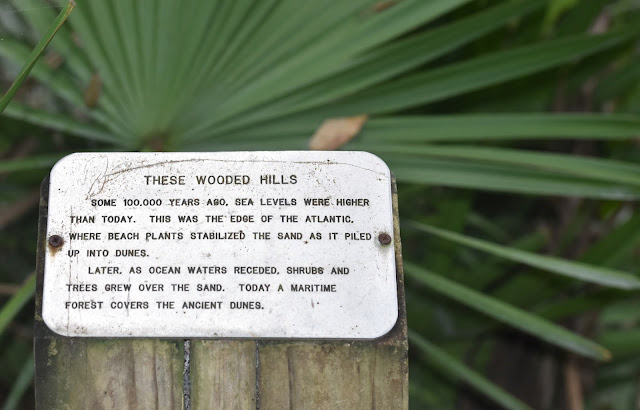 THESE WOODED HILLS
SOME 100,000 YEARS AGO, SEA LEVELS WERE HIGHER
THAN TODAY. THIS WAS THE EDGE OF THE ATLANTIC,
WHERE BEACH PLANTS STABILIZED THE SAND AS IT PILED
UP INTO DUNES.
LATER, AS OCEAN WATERS RECEDED, SHRUBS AND
TREES GREW OVER THE SAND. TODAY A MARITIME
FOREST COVERS THE ANCIENT DUNES.